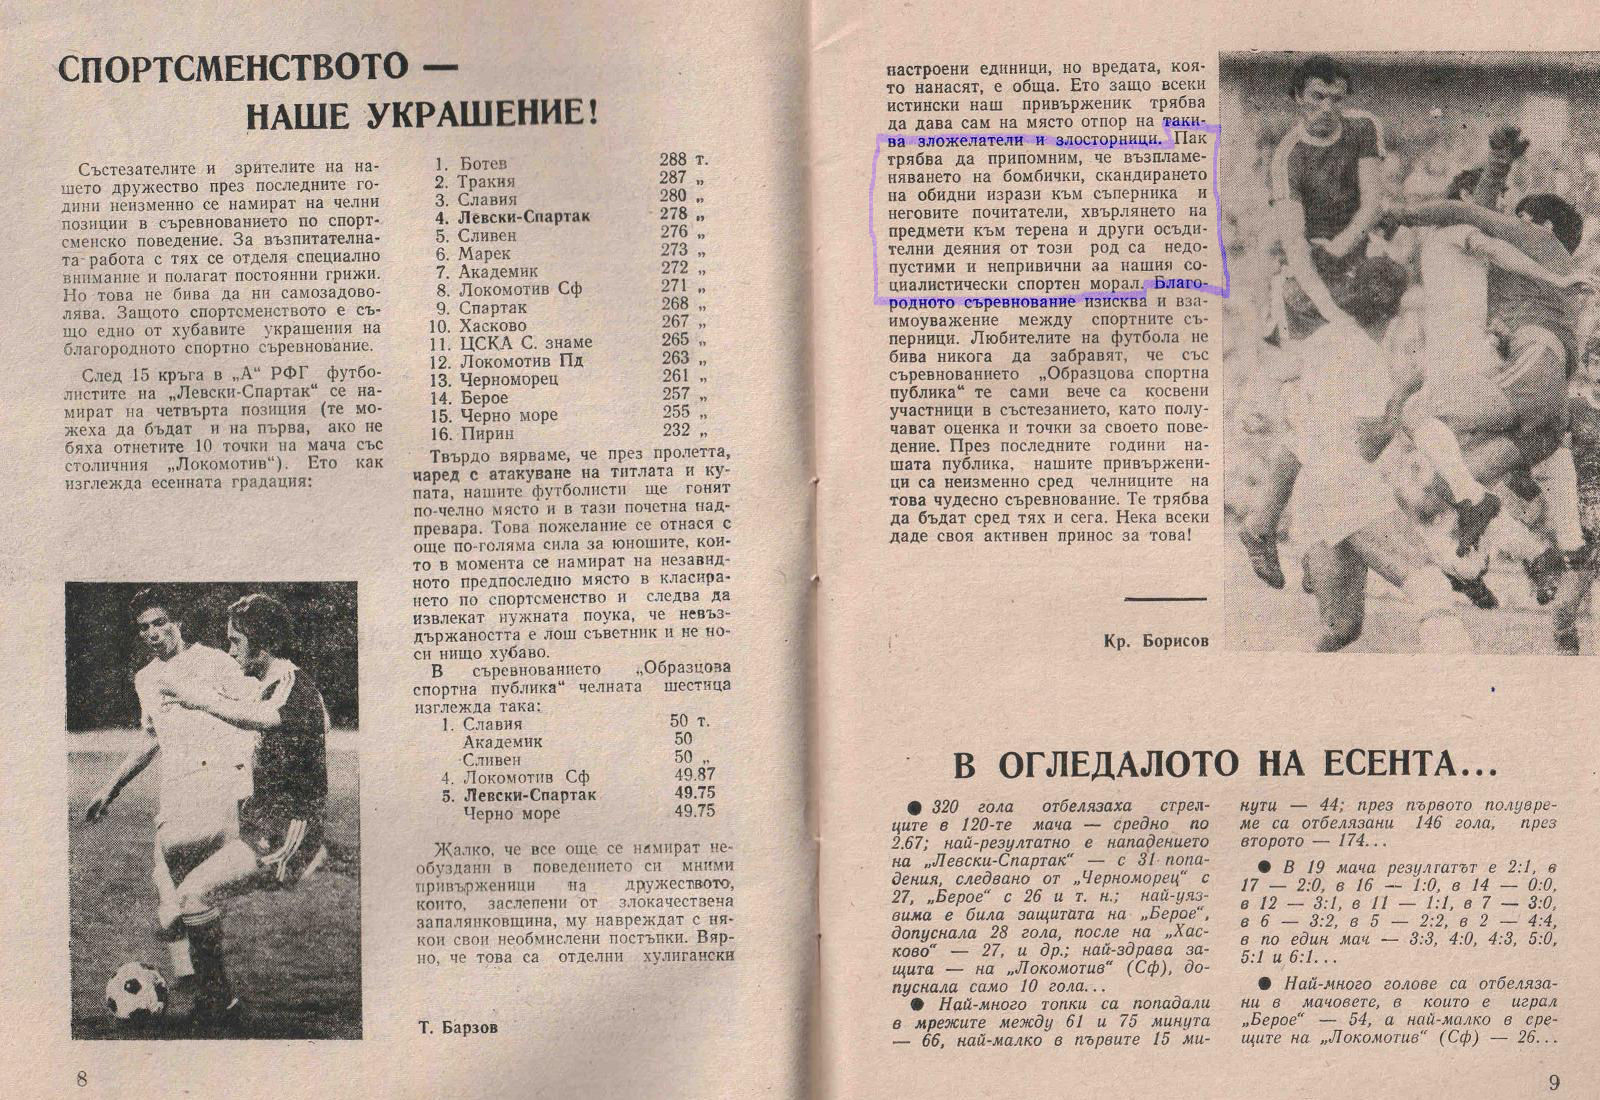 СПОРТСМЕНСТВОТО —
НАШЕ УКРАШЕНИЕ!
Състезателите и зрителите на на-
шето дружество през последните го-
дини неизменно се намират на челни
позиции в съревнованието по спорт-
сменско поведение. За възпитателна-
та работа с тях се отделя специално
внимание и полагат постоянни грижи.
Но това не бива да ни самозадово-
лява. Защото спортсменството е съ-
що едно от хубавите украшения на
благородното спортно съревнование.
След 15 кръга в „А“ РФГ футбо-
листите на „Левски-Спартак“ се на-
мират на четвърта позиция (те мо-
жеха да бъдат и на първа, ако не
бяха отнетите 10 точки на мача със
столичния „Локомотив“). Ето как
изглежда есенната градация:
1. Ботев 288 т.
2. Тракия 287 „
3. Славия 280 „
4. Левски-Спартак 278 „
5. Сливен 276 „
6. Марек 273 „
7. Академик 272 „
8. Локомотив Сф 271 „
9. Спартак 268 „
10. Хасково 267 „
11. ЦСКА С. знаме 265 „
12. Локомотив Пд 263 „
13. Черноморец 261 „
14. Берое 257 „
15. Черно море 255 „
16. Пирин 232 „
Твърдо вярваме, че през пролетта,
наред с атакуване на титлата и ку-
пата, нашите футболисти ще гонят
по-челно място и в тази почетна над-
превара. Това пожелание се отнася с
още по-голяма сила за юношите, кои-
то в момента се намират на незавид-
ното предпоследно място в класира-
нето по спортсменство и следва да
извлекат нужната поука, че невъз-
държаността е лош съветник и не но-
си нищо хубаво.
В съревнованието „Образцова
спортна публика“ челната шестица
изглежда така:
1. Славия 50 т.
Академик 50
Сливен 50 „
4. Локомотив Сф 49.87
5. Левски-Спартак 49.75
Черно море 49.75
Жалко, че все още се намират не-
обуздани в поведението си мними
привърженици на дружеството,
които, заслепени от злокачествена
запалянковщина, му навреждат с ня-
кои свои необмислени постъпки. Вяр-
но, че това са отделни хулигански
Т. Барзов
8
настроени единици, но вредата, коя-
то нанасят, е обща. Ето защо всеки
истински наш привърженик трябва
да дава сам на място отпор на таки-
ва зложелатели и злосторници. Пак
трябва да припомним, че възпламе-
няването на бомбички, скандирането
на обидни изрази към съперника и
неговите почитатели, хвърлянето на
предмети към терена и други осъди-
телни деяния от този род са недо-
пустими и непривични за нашия со-
циалистически спортен морал. Благо-
родното съревнование изисква и вза-
имоуважение между спортните съ-
перници. Любителите на футбола не
бива никога да забравят, че със
съревнованието „Образцова спортна
публика“ те сами вече са косвени
участници в състезанието, като полу-
чават оценка и точки за своето пове-
дение. През последните години на-
шата публика, нашите привържени-
ци са неизменно сред челниците на
това чудесно съревнование. Те трябва
да бъдат сред тях и сега. Нека всеки
даде своя активен принос за това!
Кр. Борисов
В ОГЛЕДАЛОТО НА ЕСЕНТА...
● 320 гола отбелязаха стрел-
ците в 120-те мача — средно по
2.67; най-резултатно е нападението
на „Левски-Спартак“ — с 31 попа-
дения, следвано от „Черноморец“ с
27, „Берое“ с 26 и т. н.; най-уяз-
вима е била защитата на „Берое“,
допуснала 28 гола, после на „Хас-
ково“ — 27, и др.; най-здрава за-
щита — на „Локомотив“ (Сф), до-
пуснала само 10 гола...
● Най-много топки са попадали
в мрежите между 61 и 75 минута
— 66, най-малко в първите 15 ми-
нути — 44; през първото полувре-
ме са отбелязани 146 гола, през
второто — 174...
● В 19 мача резултатът е 2:1, в
17 — 2:0, в 16 — 1:0, в 14 — 0:0,
в 12 — 3:1, в 11 — 1:1, в 7 — 3:0,
в 6 — 3:2, в 5 — 2:2, в 2 — 4:4,
в по един мач — 3:3, 4:0, 4:3, 5:0,
5:1 и 6:1...
● Най-много голове са отбеляза-
ни в мачовете, в които е играл
„Берое“ — 54, а най-малко в сре-
щите на „Локомотив“ (Сф) — 26...
9